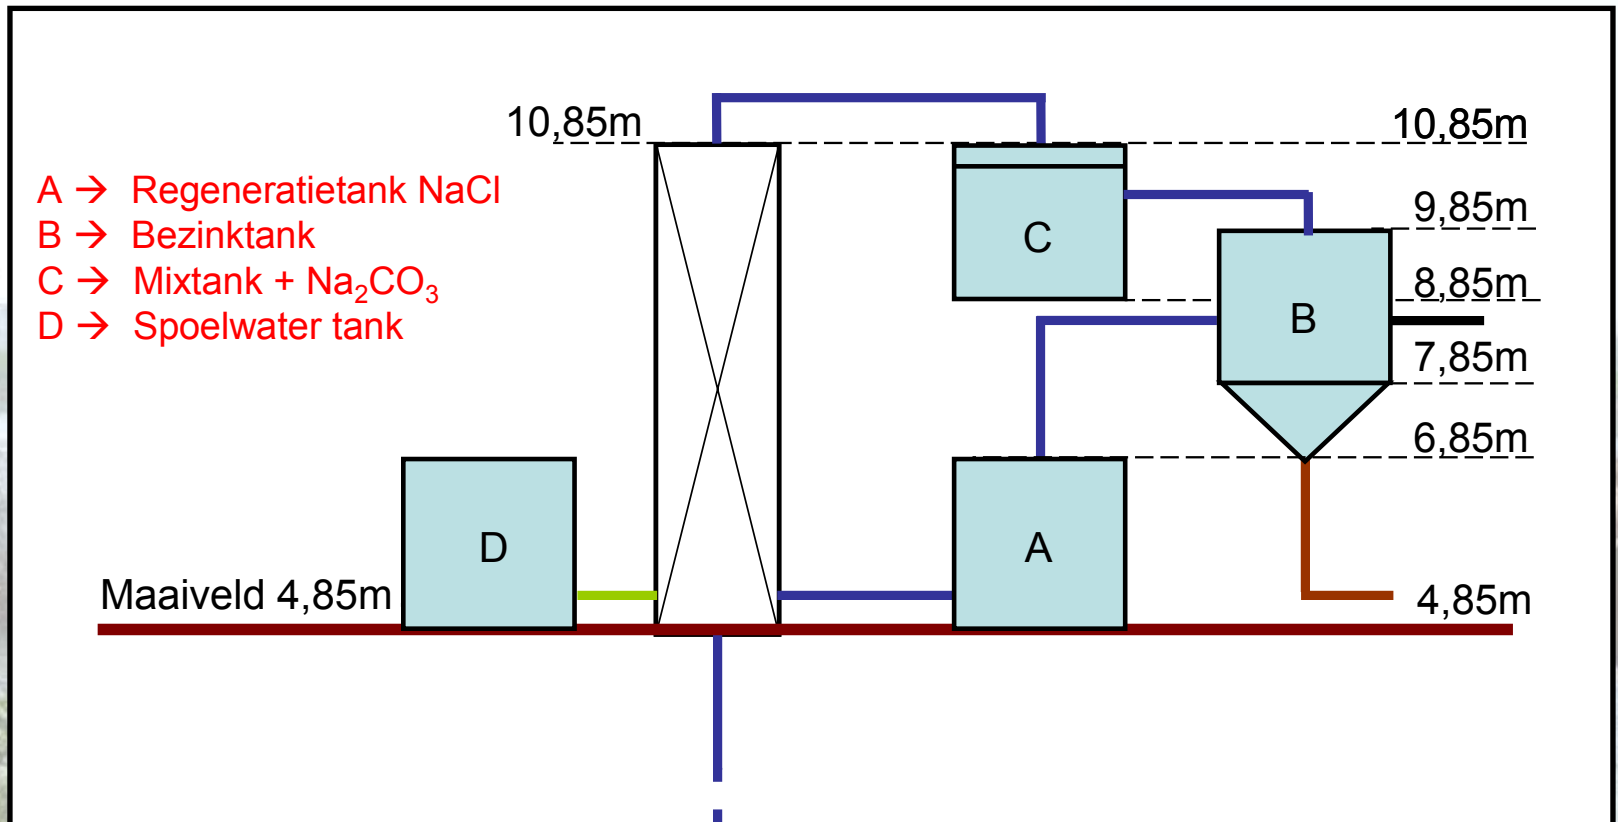 10,85m
10,85m
A → Regeneratietank NaCl
B → Bezinktank
C → Mixtank + Na₂CO₃
D → Spoelwater tank
9,85m
C
8,85m
B
7,85m
6,85m
D
A
Maaiveld 4,85m
4,85m